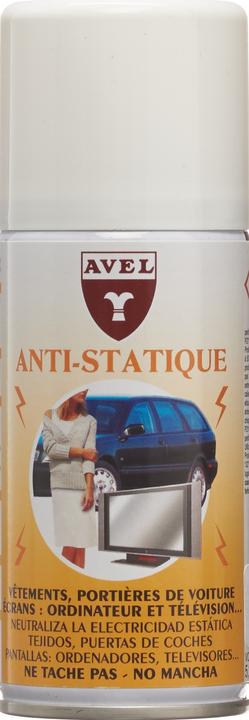 AVEL
ANTI-STATIQUE
VÊTEMENTS, PORTIÈRES DE VOITURE
ÉCRANS : ORDINATEUR ET TÉLÉVISION...
NEUTRALIZA LA ELECTRICIDAD ESTÁTICA
TEJIDOS, PUERTAS DE COCHES
PANTALLAS: ORDENADORES, TELEVISORES...
NE TACHE PAS - NO MANCHA